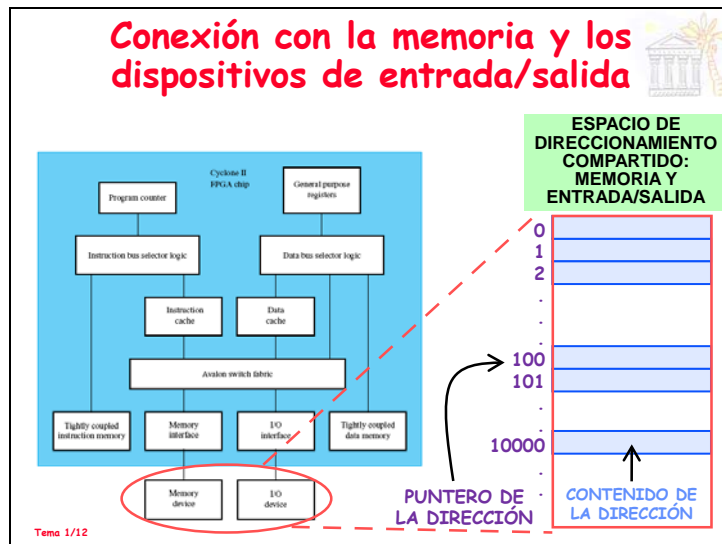 Conexión con la memoria y los
dispositivos de entrada/salida
ESPACIO DE
DIRECCIONAMIENTO
COMPARTIDO:
MEMORIA Y
ENTRADA/SALIDA
Cyclone II
FPGA chip
Program counter
General purpose
registers
Instruction bus selector logic
Data bus selector logic
Instruction
cache
Data
cache
Avalon switch fabric
Tightly coupled
instruction memory
Memory
interface
I/O
interface
Tightly coupled
data memory
Memory
device
I/O
device
0
1
2
.
.
.
100
101
.
.
10000
.
.
PUNTERO DE
LA DIRECCIÓN
CONTENIDO DE
LA DIRECCIÓN
Tema 1/12